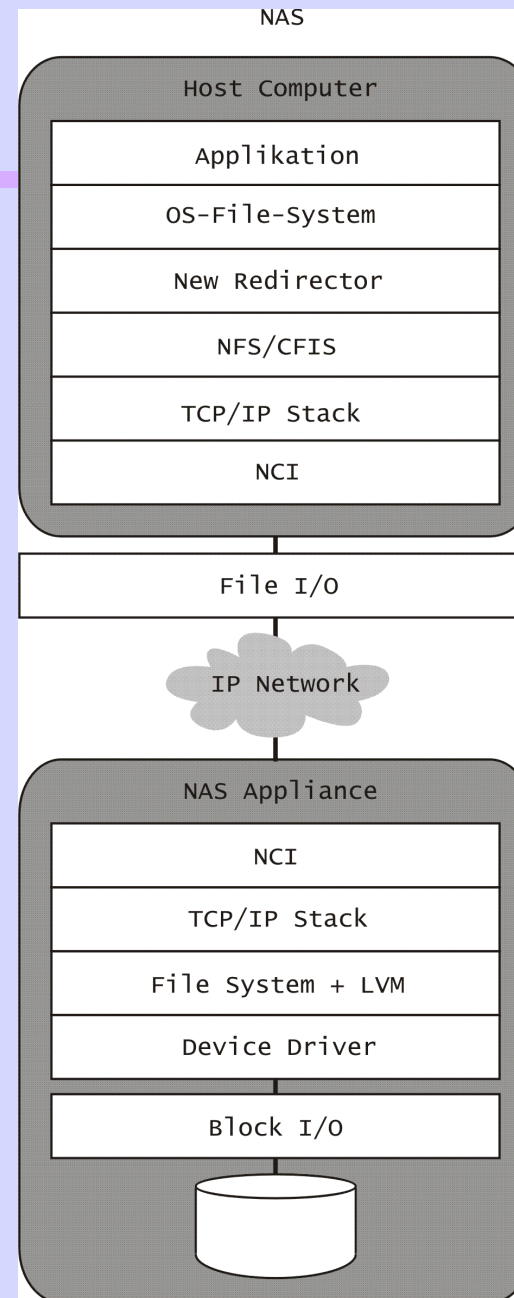 NAS
Host Computer
Applikation
OS-File-System
New Redirector
NFS/CFIS
TCP/IP Stack
NCI
File I/O
IP Network
NAS Appliance
NCI
TCP/IP Stack
File System + LVM
Device Driver
Block I/O